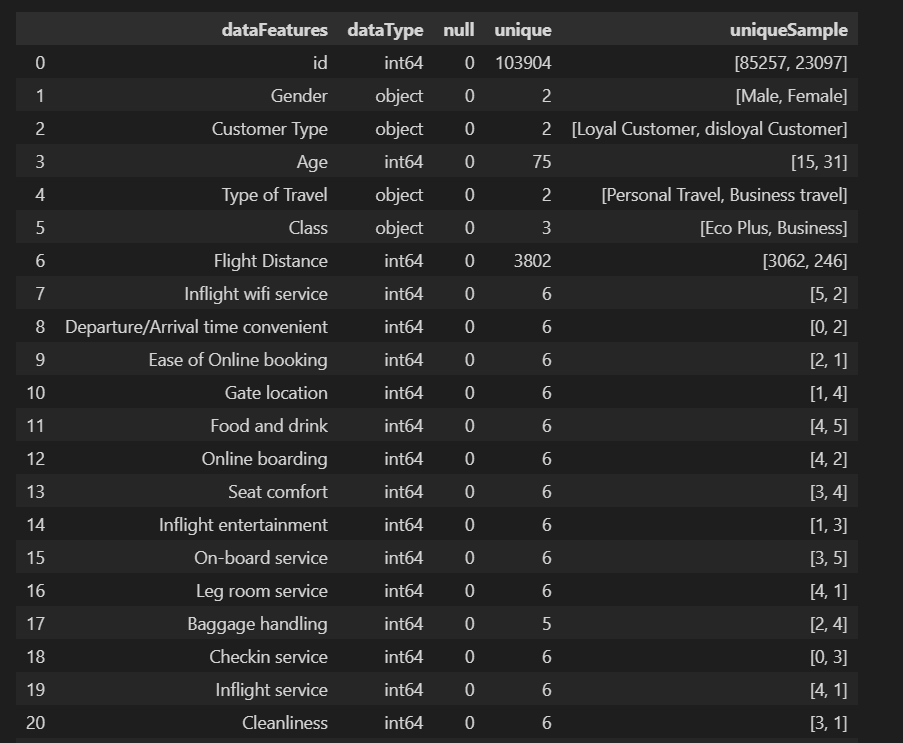 dataFeatures dataType null unique uniqueSample
0 id int64 0 103904 [85257, 23097]
1 Gender object 0 2 [Male, Female]
2 Customer Type object 0 2 [Loyal Customer, disloyal Customer]
3 Age int64 0 75 [15, 31]
4 Type of Travel object 0 2 [Personal Travel, Business travel]
5 Class object 0 3 [Eco Plus, Business]
6 Flight Distance int64 0 3802 [3062, 246]
7 Inflight wifi service int64 0 6 [5, 2]
8 Departure/Arrival time convenient int64 0 6 [0, 2]
9 Ease of Online booking int64 0 6 [2, 1]
10 Gate location int64 0 6 [1, 4]
11 Food and drink int64 0 6 [4, 5]
12 Online boarding int64 0 6 [4, 2]
13 Seat comfort int64 0 6 [3, 4]
14 Inflight entertainment int64 0 6 [1, 3]
15 On-board service int64 0 6 [3, 5]
16 Leg room service int64 0 6 [4, 1]
17 Baggage handling int64 0 5 [2, 4]
18 Checkin service int64 0 6 [0, 3]
19 Inflight service int64 0 6 [4, 1]
20 Cleanliness int64 0 6 [3, 1]